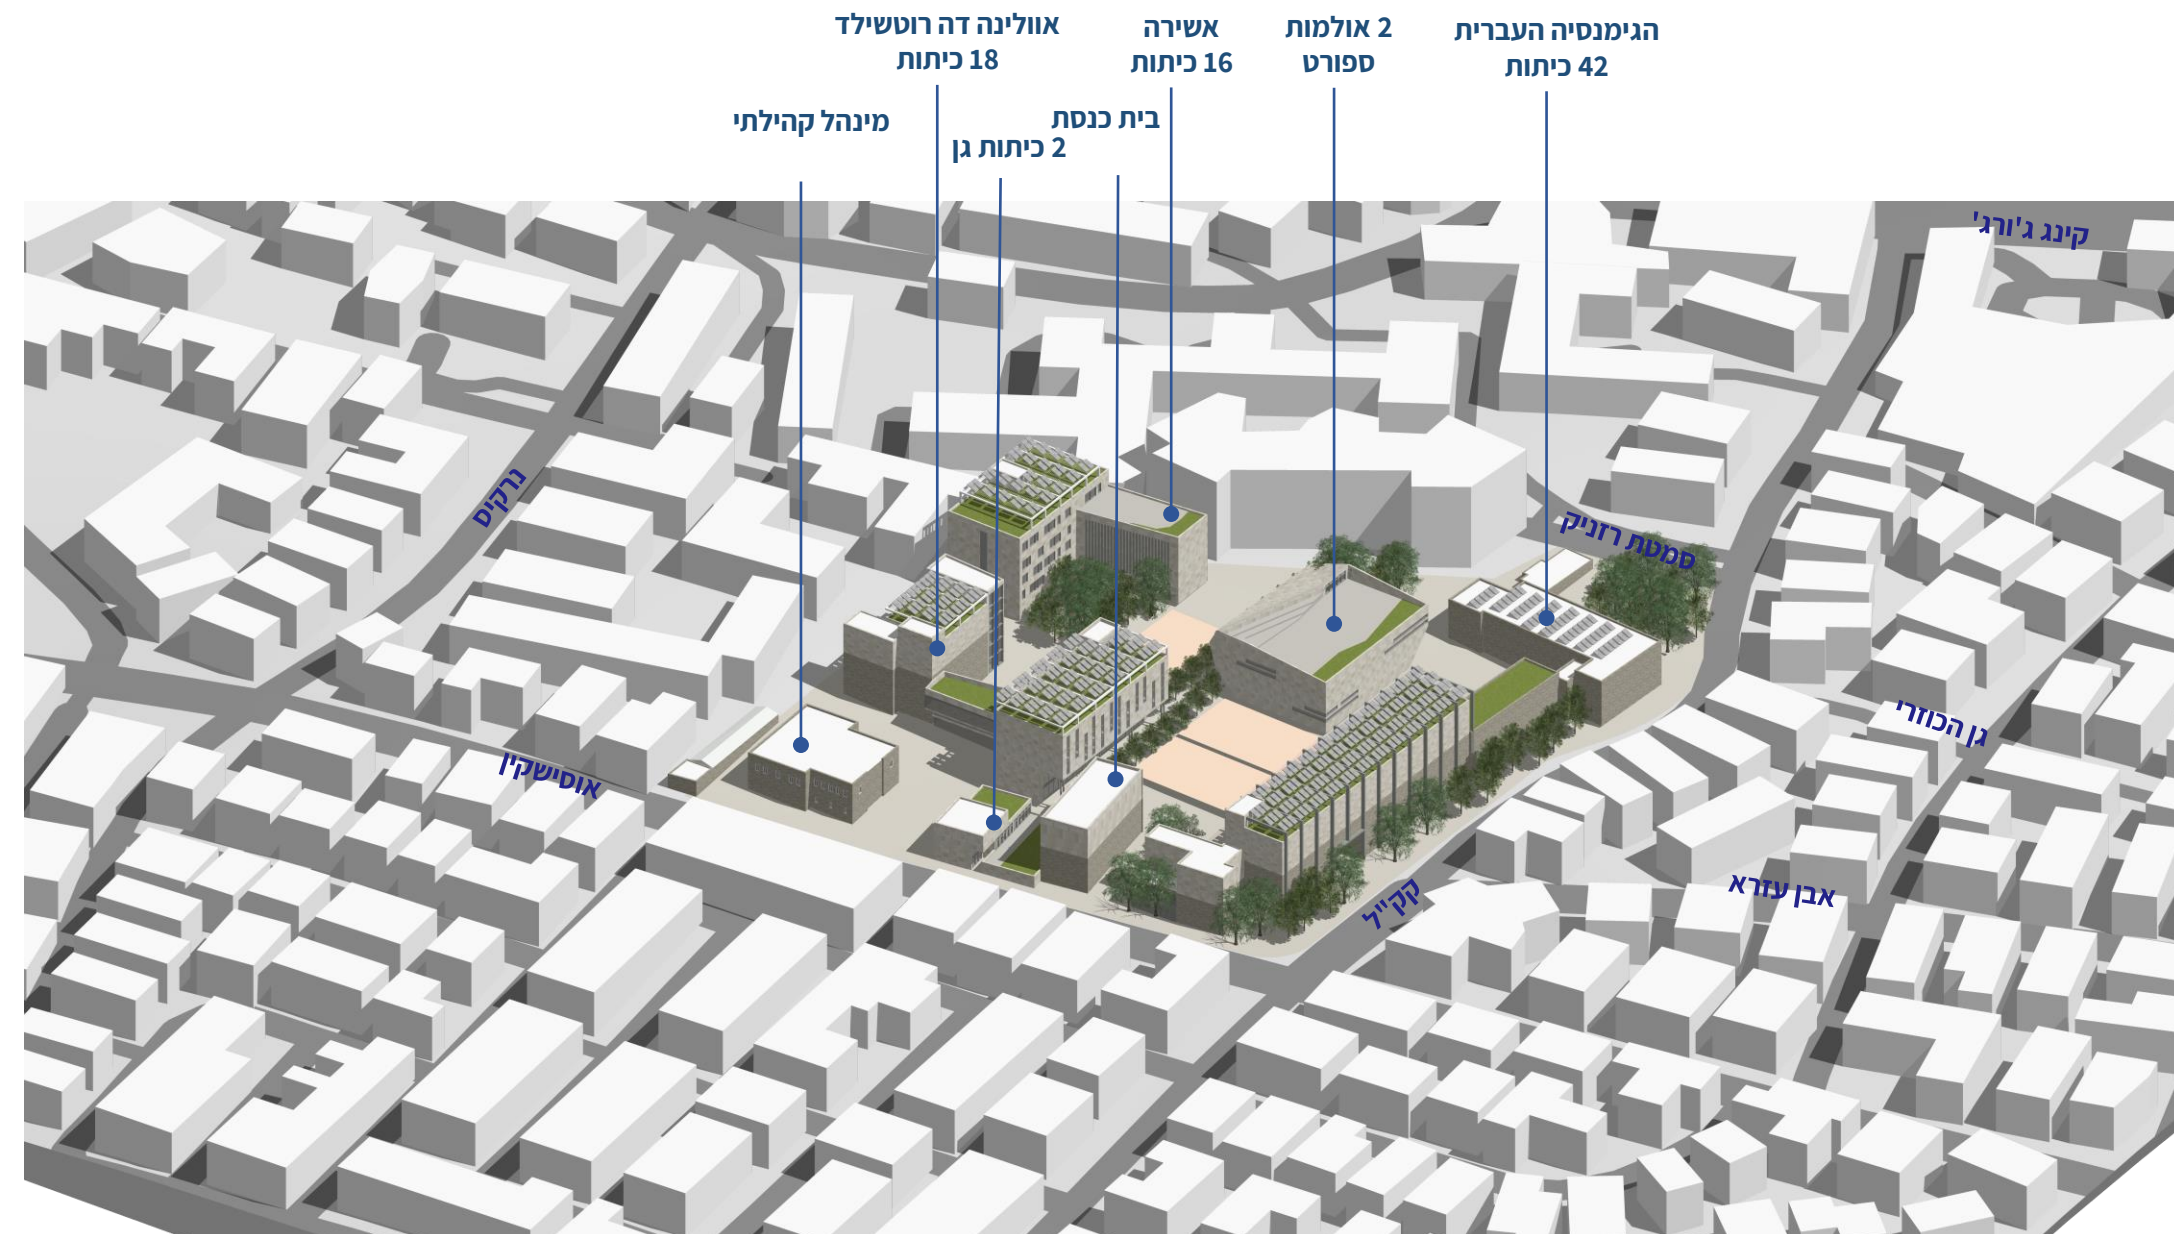 הגימנסיה העברית
42 כיתות
2 אולמות
ספורט
אשירה
16 כיתות
אוולינה דה רוטשילד
18 כיתות
בית כנסת
2 כיתות גן
מינהל קהילתי
קינג ג'ורג'
נרקיס
סמטת רזניק
גן הכוזרי
אוסישקין
אבן עזרא
קק"ל